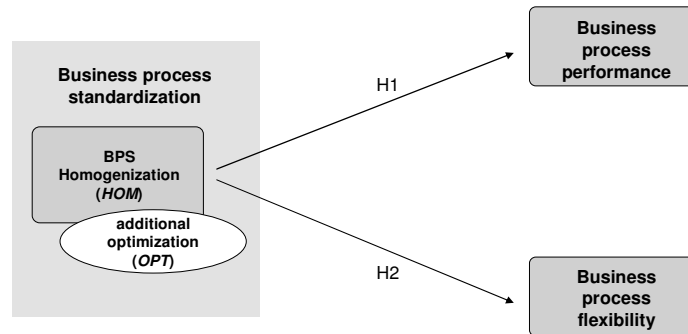 Business process
standardization
BPS
Homogenization
(HOM)
additional
optimization
(OPT)
H1
H2
Business
process
performance
Business
process
flexibility